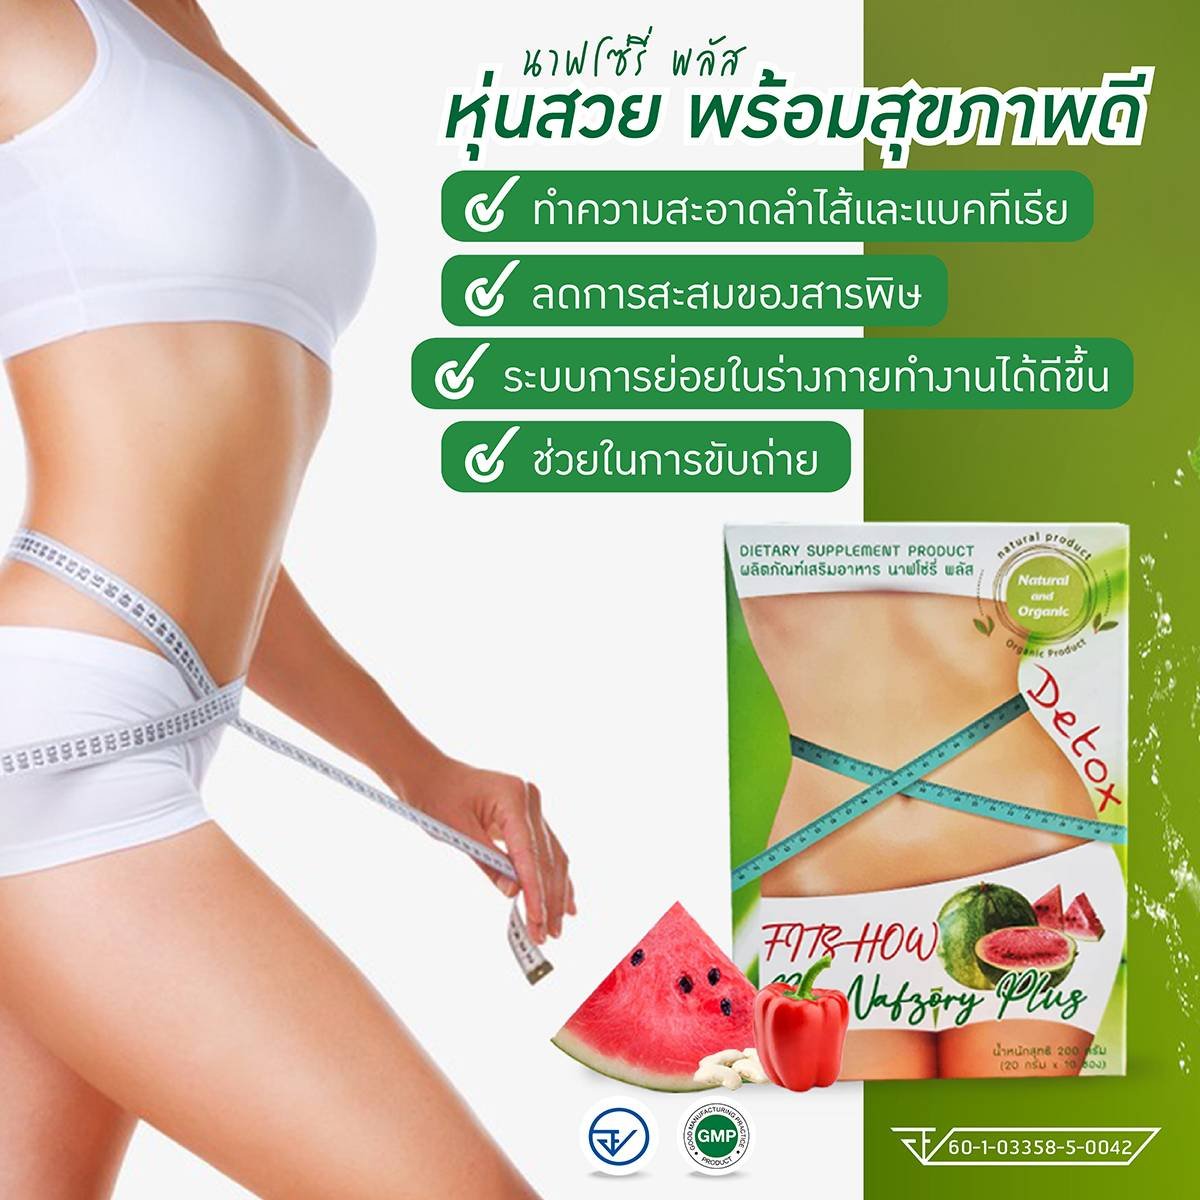 นาฟโซ่รี่ พลัส
หุ่นสวย พร้อมสุขภาพดี
ทำความสะอาดลำไส้และแบคทีเรีย
ลดการสะสมของสารพิษ
ระบบการย่อยในร่างกายทำงานได้ดีขึ้น
ช่วยในการขับถ่าย
DIETARY SUPPLEMENT PRODUCT
ผลิตภัณฑ์เสริมอาหาร นาฟโซ่รี่ พลัส
natural product
Natural
and
Organic
Organic Product
Detox
FITSHOW
Nafzory Plus
น้ำหนักสุทธิ 200 กรัม
(20 กรัม x 10 ซอง)
GOOD MANUFACTURING PRACTICE
GMP
PRODUCT
60-1-03358-5-0042